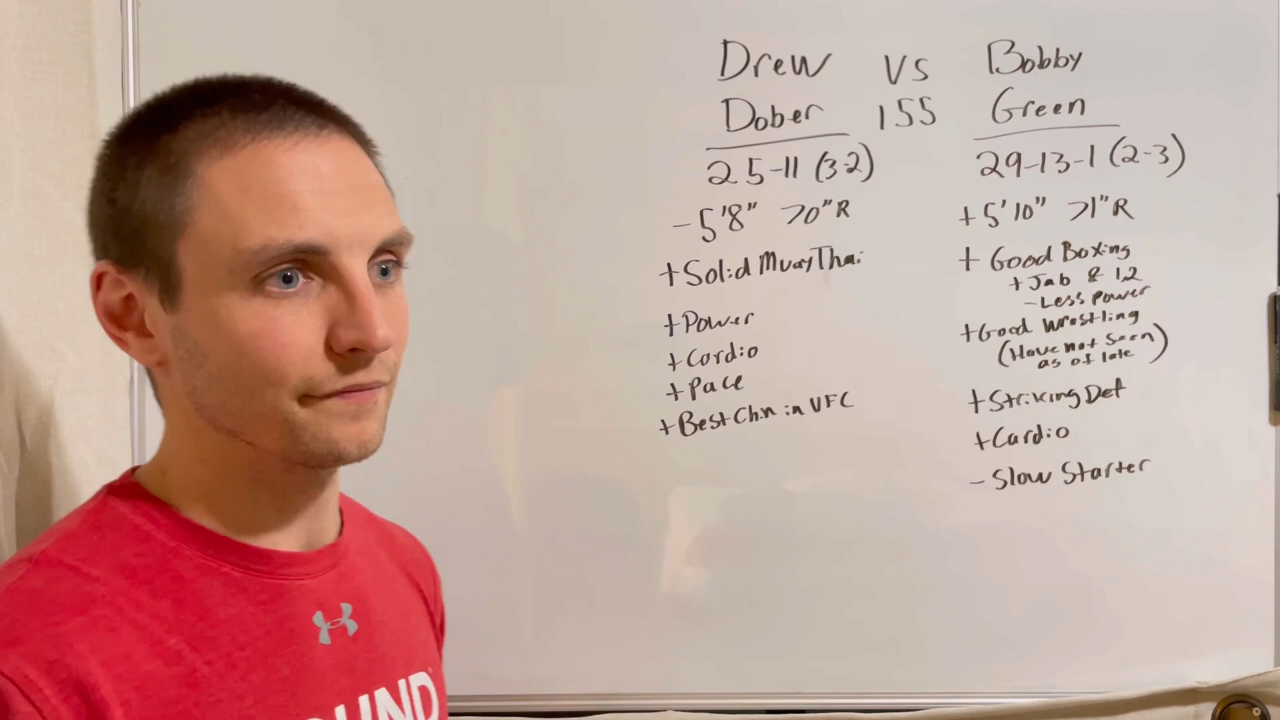 Drew vs Bobby
Dober 155 Green
25-11 (3-2)
- 5'8" 70" R
+ Solid Muay Thai
+ Power
+ Cardio
+ Pace
+ Best Chin in UFC
29-13-1 (2-3)
+ 5'10" 71" R
+ Good Boxing
+ Jab & 1,2
- Less power
+ Good Wrestling
(Have not seen
as of late)
+ Striking Def
+ Cardio
- Slow Starter
UND